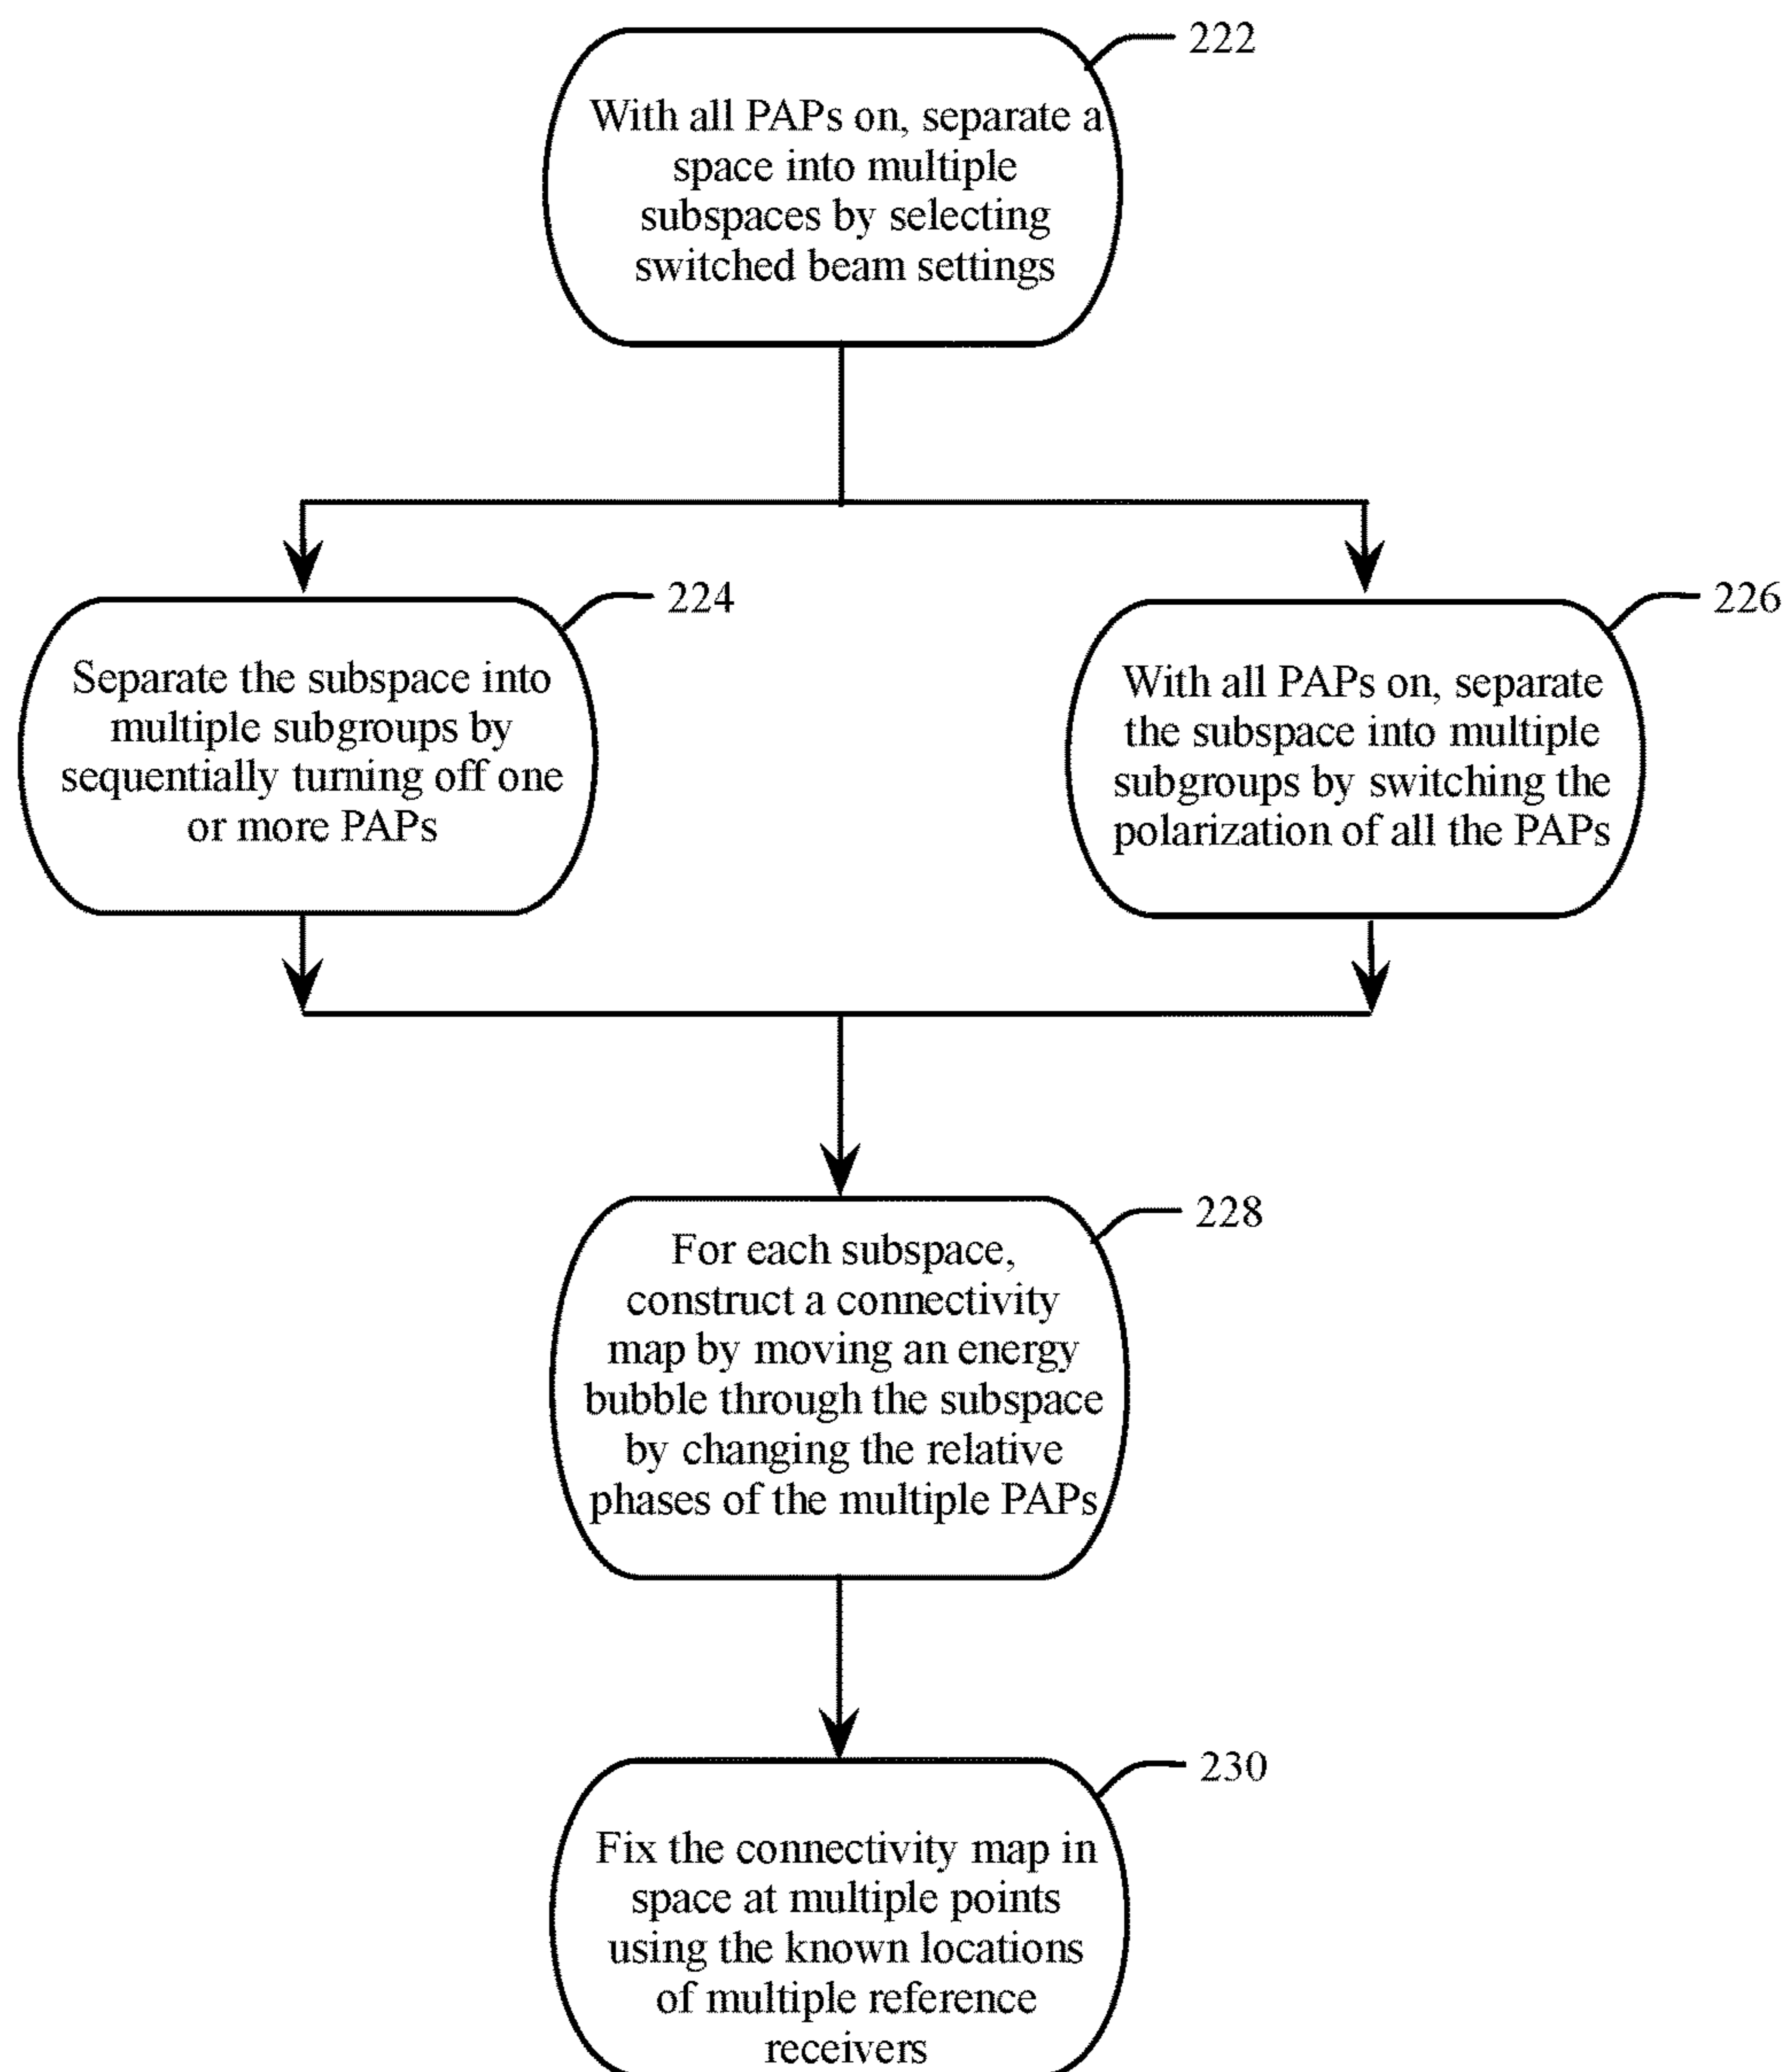 222
With all PAPs on, separate a
space into multiple
subspaces by selecting
switched beam settings
224
Separate the subspace into
multiple subgroups by
sequentially turning off one
or more PAPs
226
With all PAPs on, separate
the subspace into multiple
subgroups by switching the
polarization of all the PAPs
228
For each subspace,
construct a connectivity
map by moving an energy
bubble through the subspace
by changing the relative
phases of the multiple PAPs
230
Fix the connectivity map in
space at multiple points
using the known locations
of multiple reference
receivers